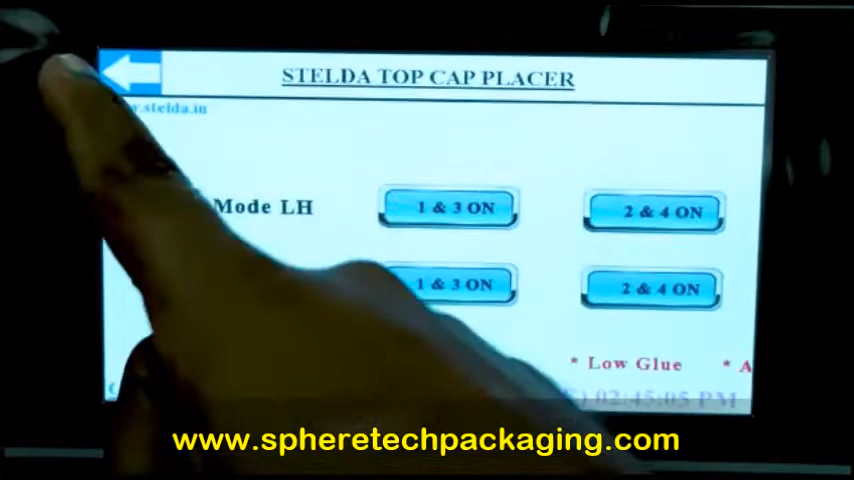 STELDA TOP CAP PLACER
.stelda.in
Mode LH
1 & 3 ON
2 & 4 ON
1 & 3 ON
2 & 4 ON
* Low Glue * A
02:45:05 PM
www.spheretechpackaging.com